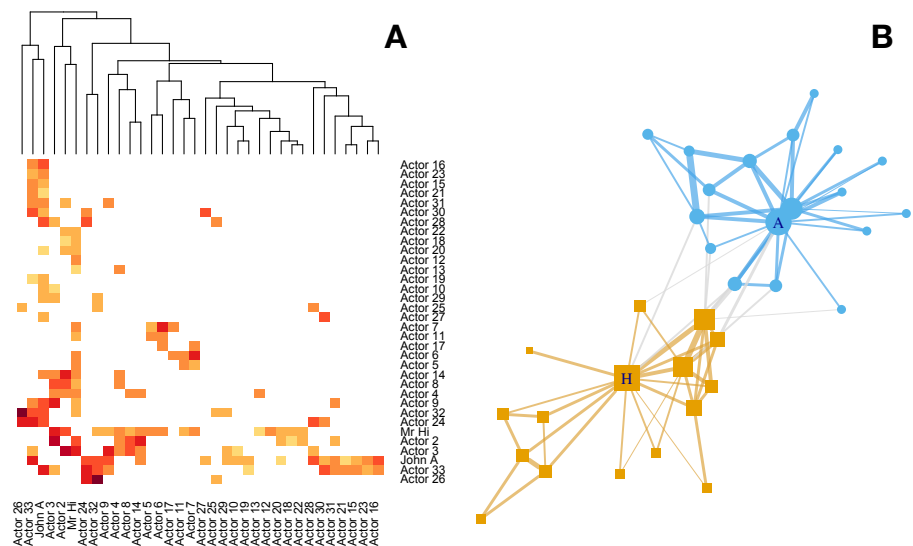 A
B
Actor 16
Actor 23
Actor 15
Actor 21
Actor 31
Actor 30
Actor 28
Actor 22
Actor 18
Actor 20
Actor 12
Actor 13
Actor 19
Actor 10
Actor 29
Actor 25
Actor 27
Actor 7
Actor 11
Actor 17
Actor 6
Actor 5
Actor 14
Actor 8
Actor 4
Actor 9
Actor 32
Actor 24
Mr Hi
Actor 2
Actor 3
John A
Actor 33
Actor 26
Actor 26
Actor 33
John A
Actor 3
Actor 2
Mr Hi
Actor 24
Actor 32
Actor 9
Actor 4
Actor 8
Actor 14
Actor 5
Actor 6
Actor 17
Actor 11
Actor 7
Actor 27
Actor 25
Actor 29
Actor 10
Actor 19
Actor 13
Actor 12
Actor 20
Actor 18
Actor 22
Actor 28
Actor 30
Actor 31
Actor 21
Actor 15
Actor 23
Actor 16
A
H